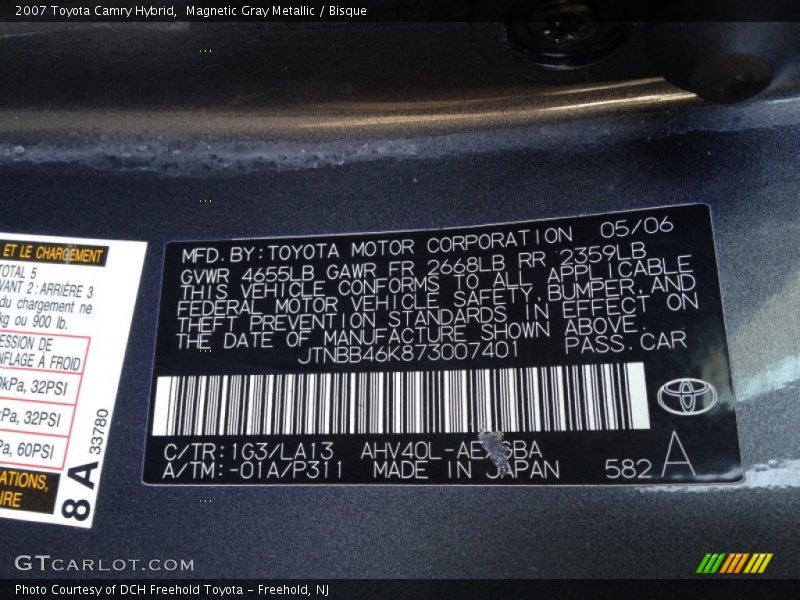 2007 Toyota Camry Hybrid, Magnetic Gray Metallic / Bisque
ET LE CHARGEMENT
TOTAL 5
VANT 2: ARRIÈRE 3
du chargement ne
kg ou 900 lb.
ESSION DE
NFLAGE À FROID
kPa, 32PSI
kPa, 32PSI
Pa, 60PSI
ATIONS,
IRE
8A 33780
MFD. BY: TOYOTA MOTOR CORPORATION 05/06
GVWR 4655LB GAWR FR 2668LB RR 2359LB
THIS VEHICLE CONFORMS TO ALL APPLICABLE
FEDERAL MOTOR VEHICLE SAFETY, BUMPER, AND
THEFT PREVENTION STANDARDS IN EFFECT ON
THE DATE OF MANUFACTURE SHOWN ABOVE.
JTNBB46K873007401 PASS. CAR
C/TR: 1G3/LA13 AHV40L-
A/TM: -01A/P311 MADE IN JAPAN 582 A
GTCARLOT.COM
Photo Courtesy of DCH Freehold Toyota - Freehold, NJ